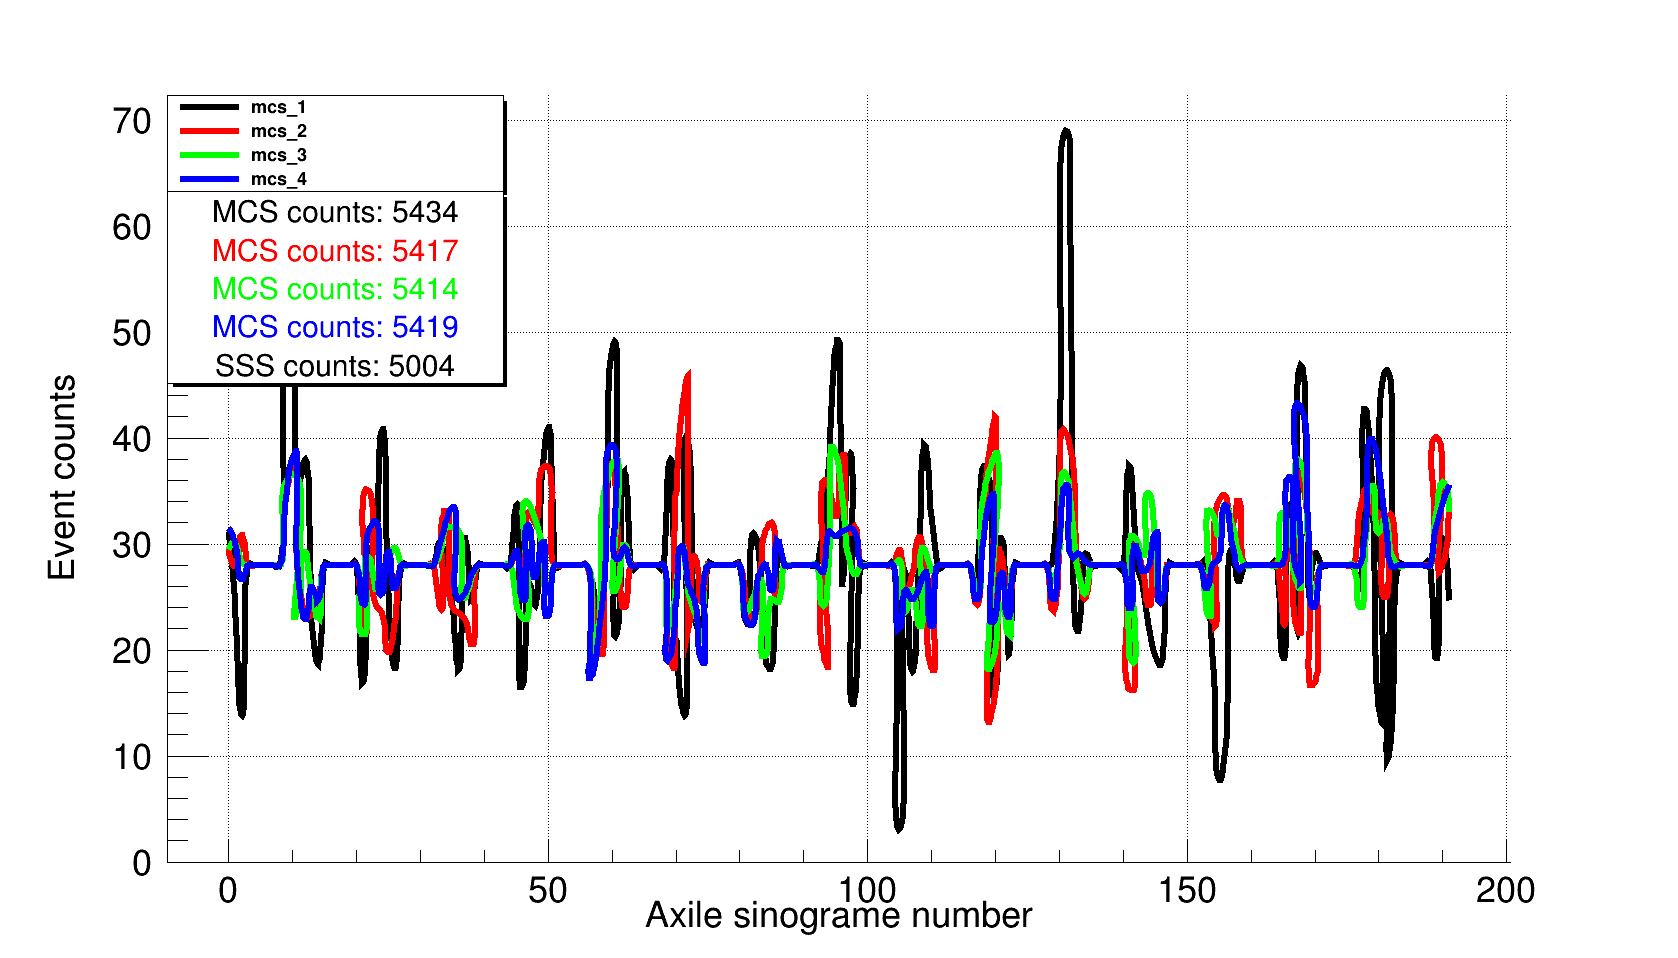 mcs_1
mcs_2
mcs_3
mcs_4
MCS counts: 5434
MCS counts: 5417
MCS counts: 5414
MCS counts: 5419
SSS counts: 5004
Event counts
70
60
50
40
30
20
10
0
0 50 100 150 200
Axile sinograme number